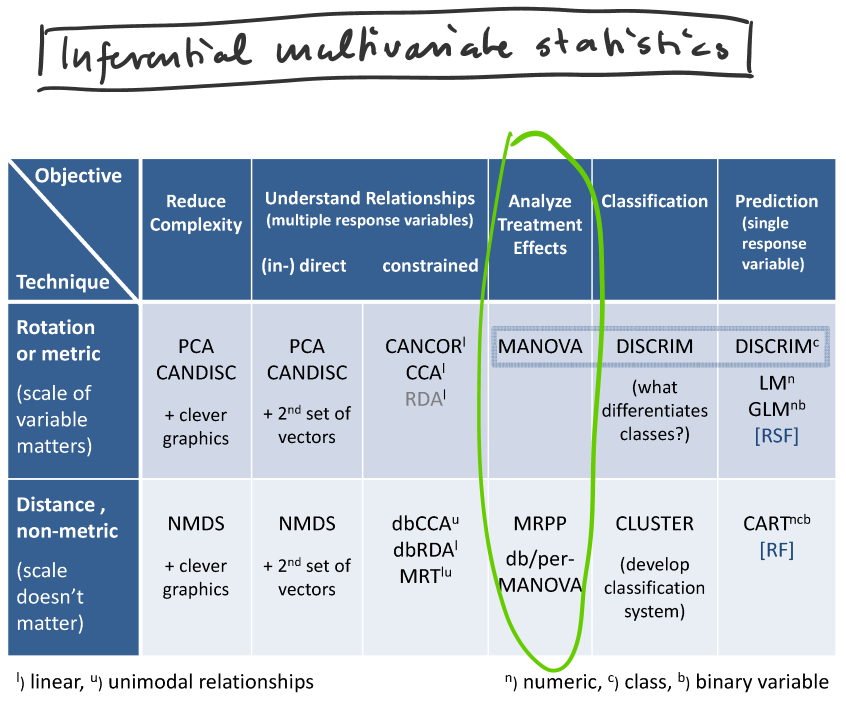 Inferential multivariate statistics
Objective
Technique
Reduce
Complexity
Understand Relationships
(multiple response variables)
(in-) direct constrained
Analyze
Treatment
Effects
Classification
Prediction
(single
response
variable)
Rotation
or metric
(scale of
variable
matters)
PCA
CANDISC
+ clever
graphics
PCA
CANDISC
+ 2nd set of
vectors
CANCORˡ
CCAˡ
RDAˡ
MANOVA
DISCRIM
(what
differentiates
classes?)
DISCRIMᶜ
LMⁿ
GLMⁿᵇ
[RSF]
Distance ,
non-metric
(scale
doesn’t
matter)
NMDS
+ clever
graphics
NMDS
+ 2nd set of
vectors
dbCCAᵘ
dbRDAˡ
MRTˡᵘ
MRPP
db/per-
MANOVA
CLUSTER
(develop
classification
system)
CARTⁿᶜᵇ
[RF]
ˡ) linear, ᵘ) unimodal relationships
ⁿ) numeric, ᶜ) class, ᵇ) binary variable